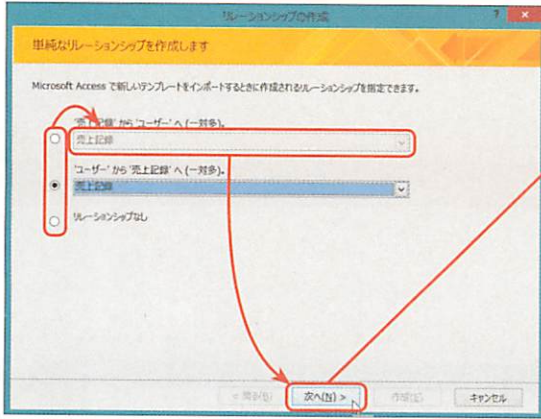 リレーションシップの作成
単純なリレーションシップを作成します
Microsoft Access で新しいテンプレートをインポートするときに作成されるリレーションシップを指定できます。
'売上記録' から 'ユーザー' へ (一対多)。
売上記録
'ユーザー' から '売上記録' へ (一対多)。
売上記録
リレーションシップなし
< 戻る(B) 次へ(N) > 作成(C) キャンセル